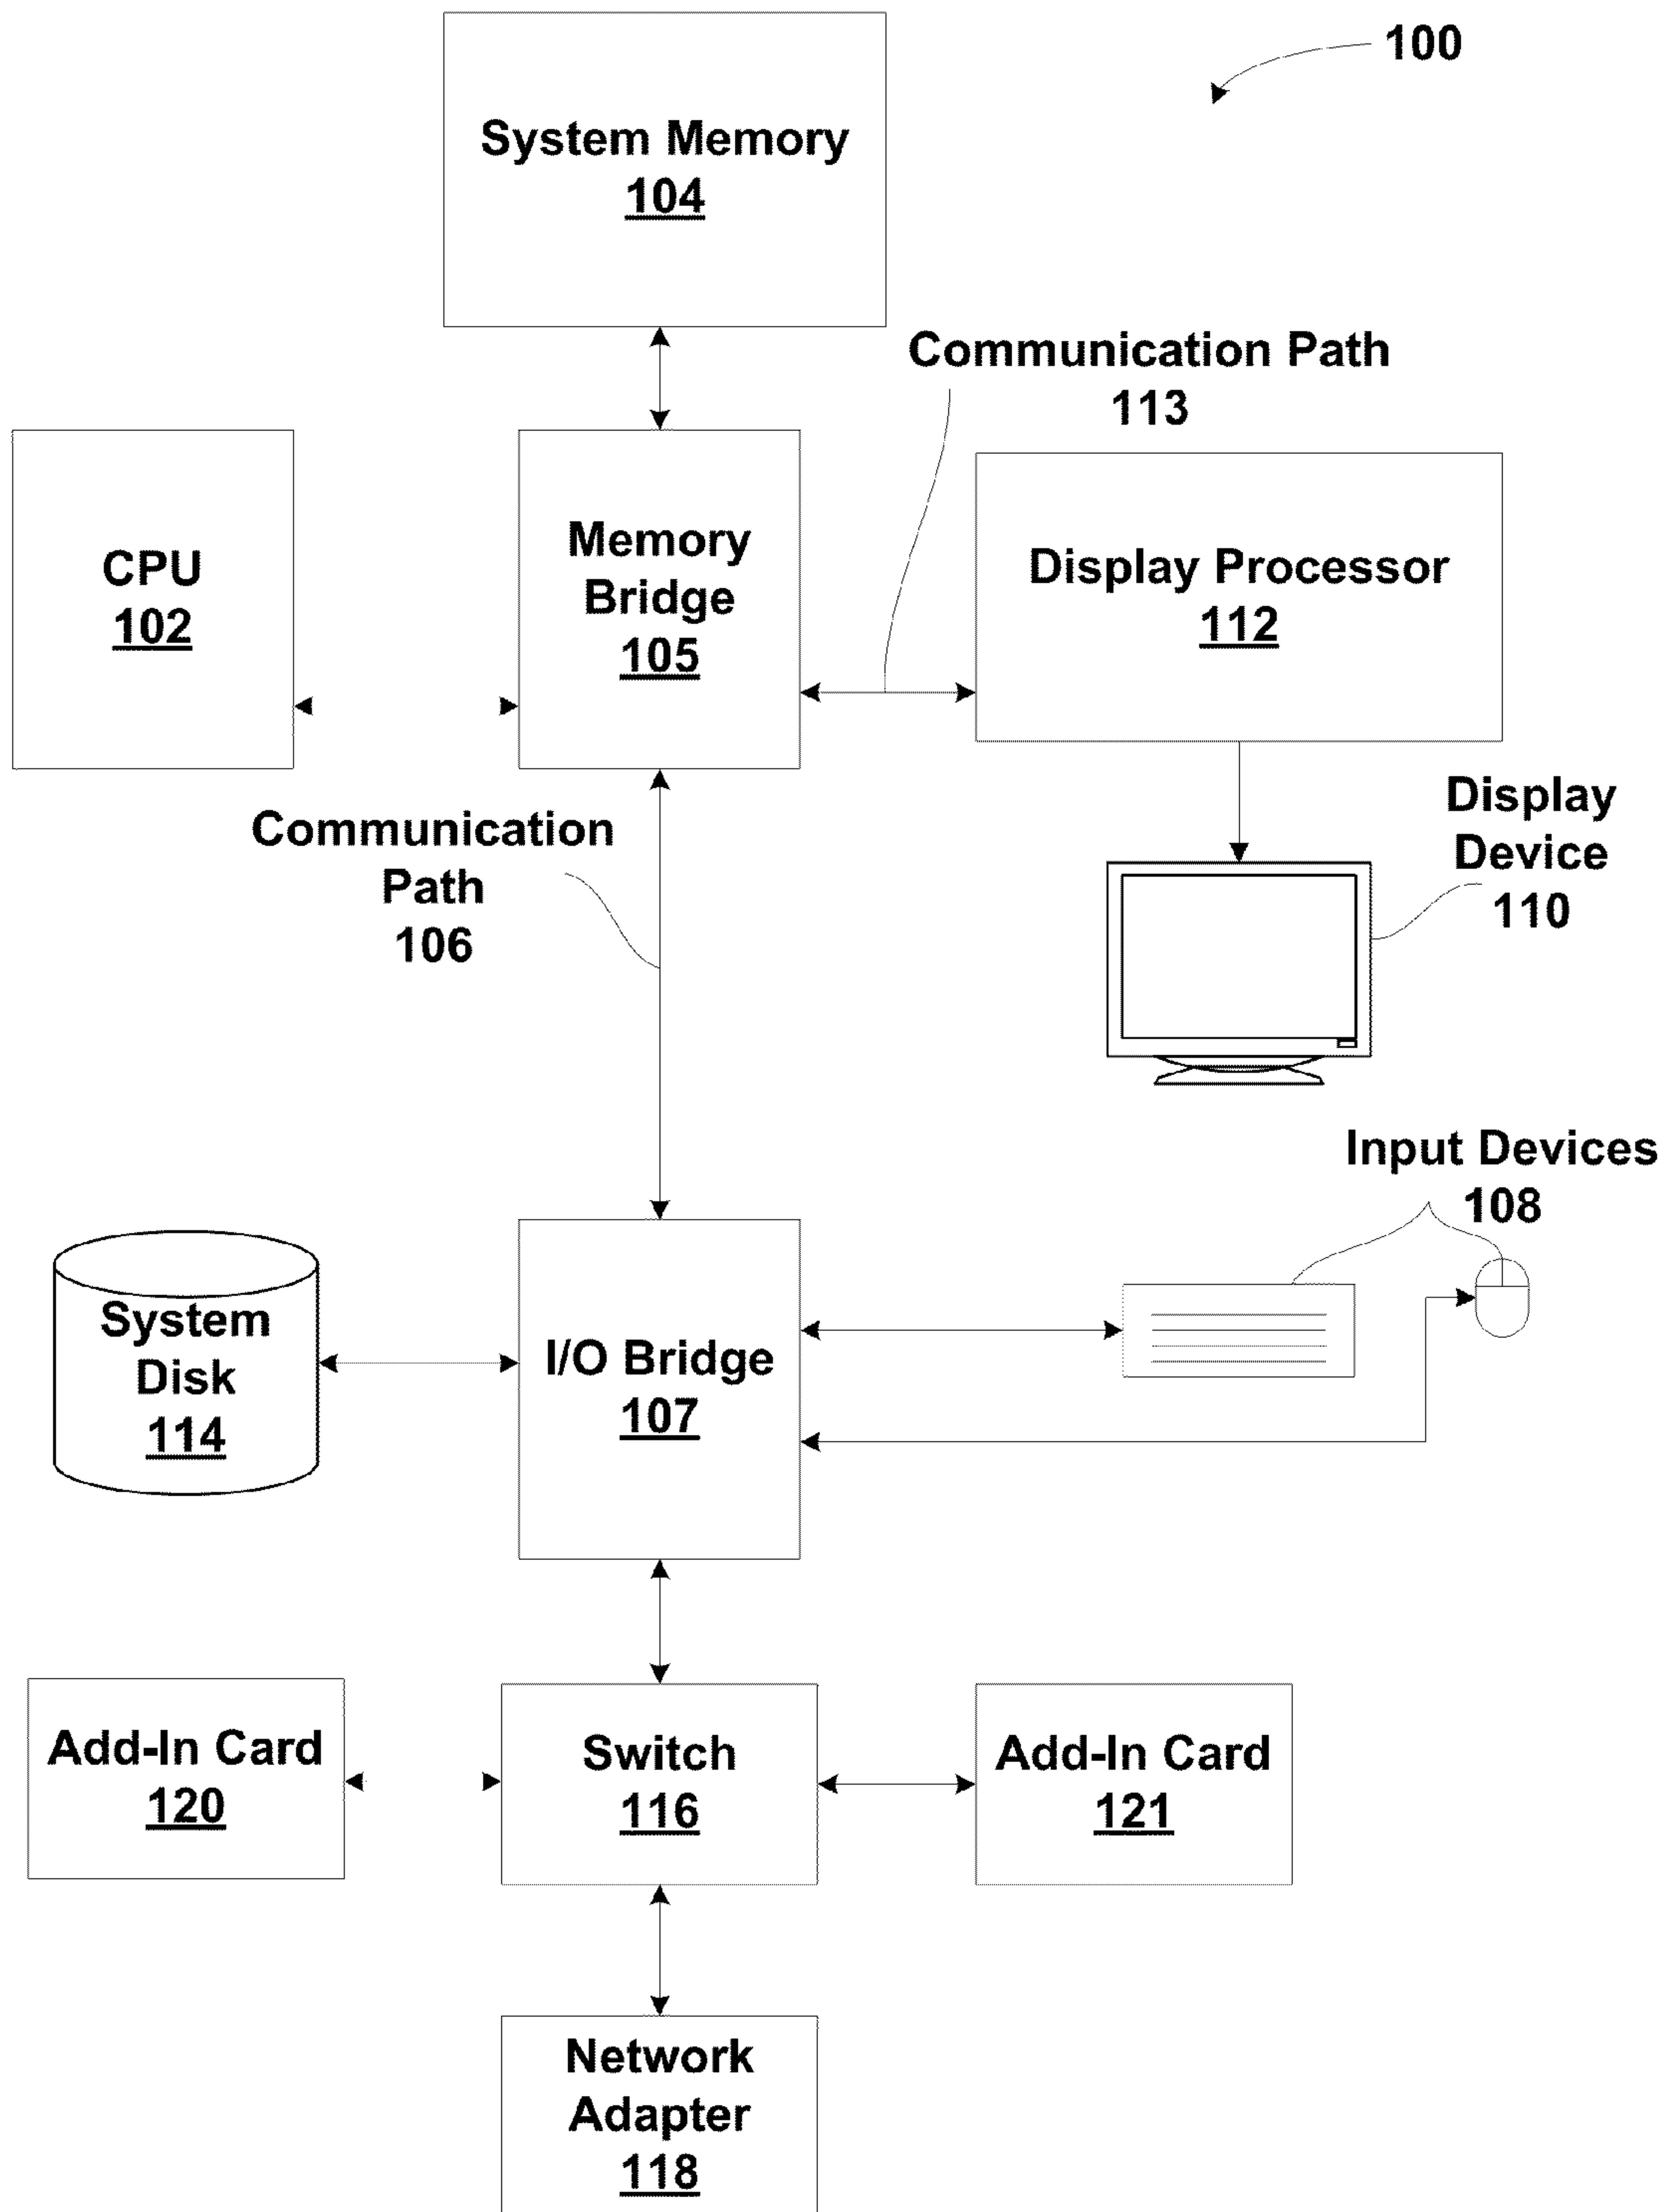 100
System Memory
104
Communication Path
113
CPU
102
Memory
Bridge
105
Display Processor
112
Communication
Path
106
Display
Device
110
Input Devices
108
System
Disk
114
I/O Bridge
107
Add-In Card
120
Switch
116
Add-In Card
121
Network
Adapter
118